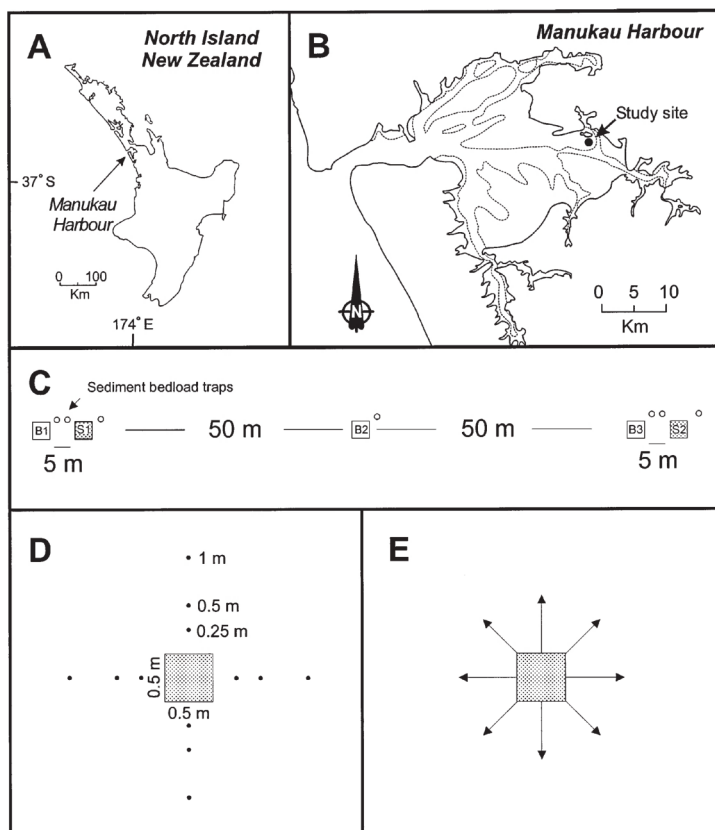 A
North Island
New Zealand
37° S
Manukau
Harbour
0 100
Km
174° E
B
Manukau Harbour
Study site
N
0 5 10
Km
C
Sediment bedload traps
B1 S1 50 m B2 50 m B3 S2
5 m 5 m
D
1 m
0.5 m
0.25 m
0.5 m
0.5 m
E